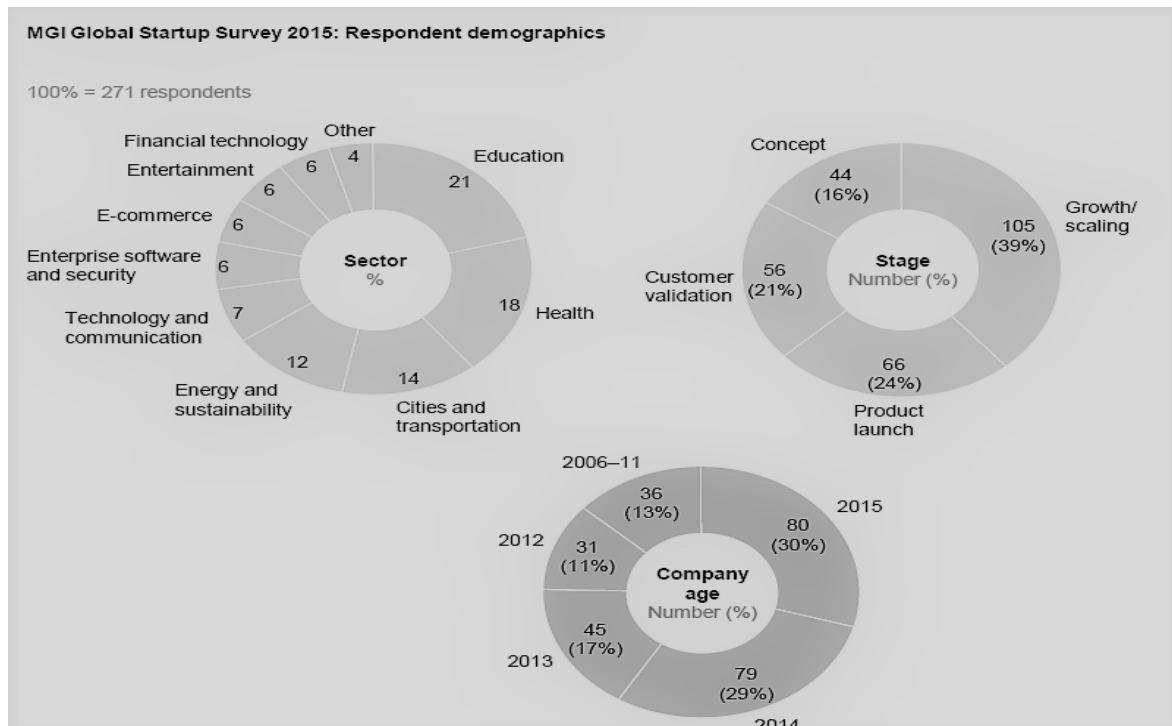 MGI Global Startup Survey 2015: Respondent demographics
100% = 271 respondents
Sector
%
Education
21
Health
18
Cities and
transportation
14
Energy and
sustainability
12
Technology and
communication
7
Enterprise software
and security
6
E-commerce
6
Entertainment
6
Financial technology
6
Other
4
Stage
Number (%)
Growth/
scaling
105
(39%)
Product
launch
66
(24%)
Customer
validation
56
(21%)
Concept
44
(16%)
Company
age
Number (%)
2015
80
(30%)
2014
79
(29%)
2013
45
(17%)
2012
31
(11%)
2006–11
36
(13%)